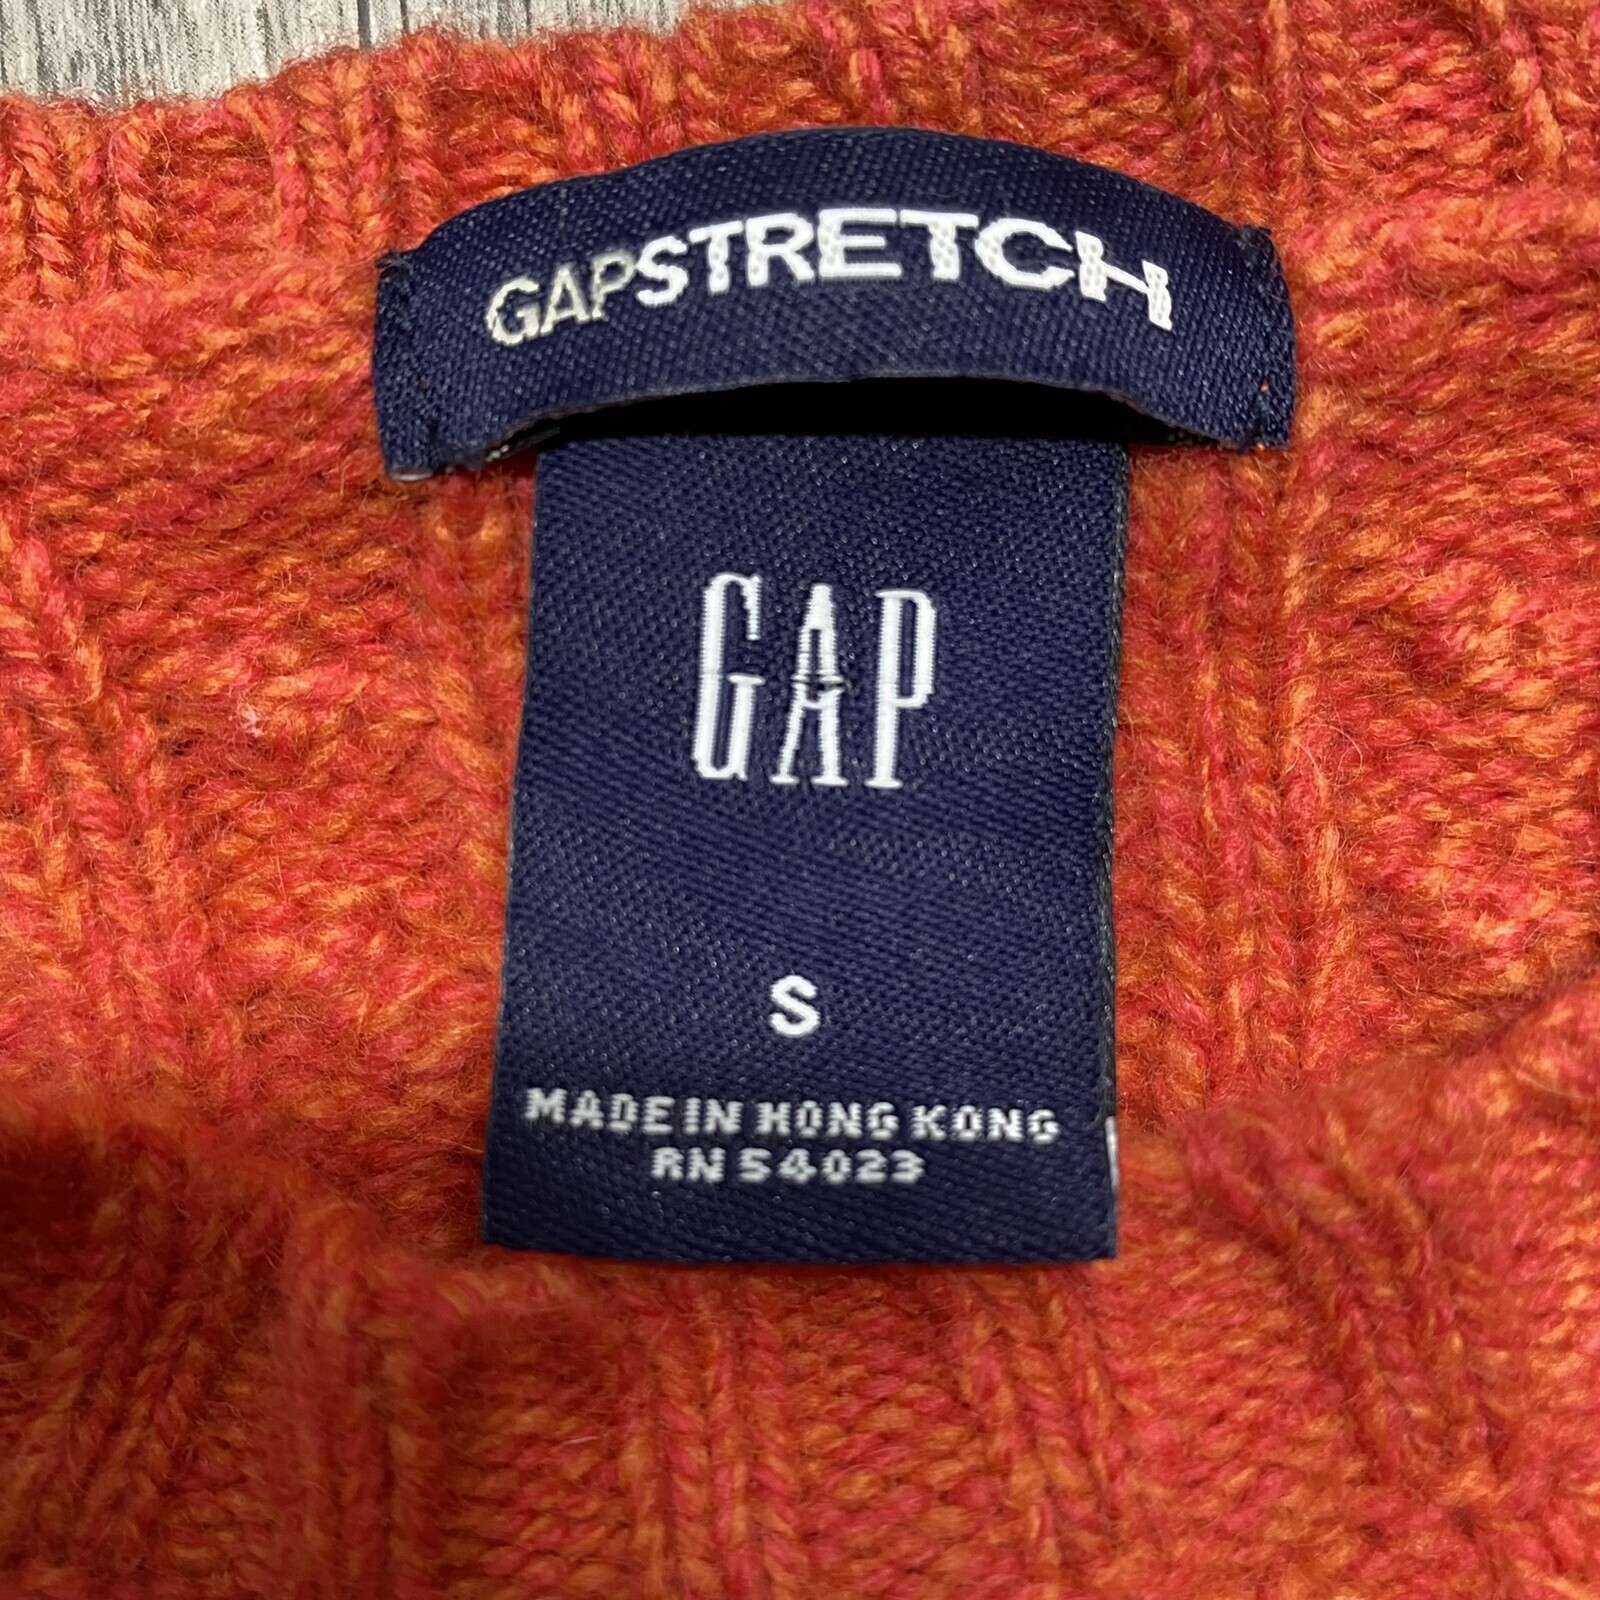 GAPSTRETCH
GAP
S
MADE IN HONG KONG
RN 54023